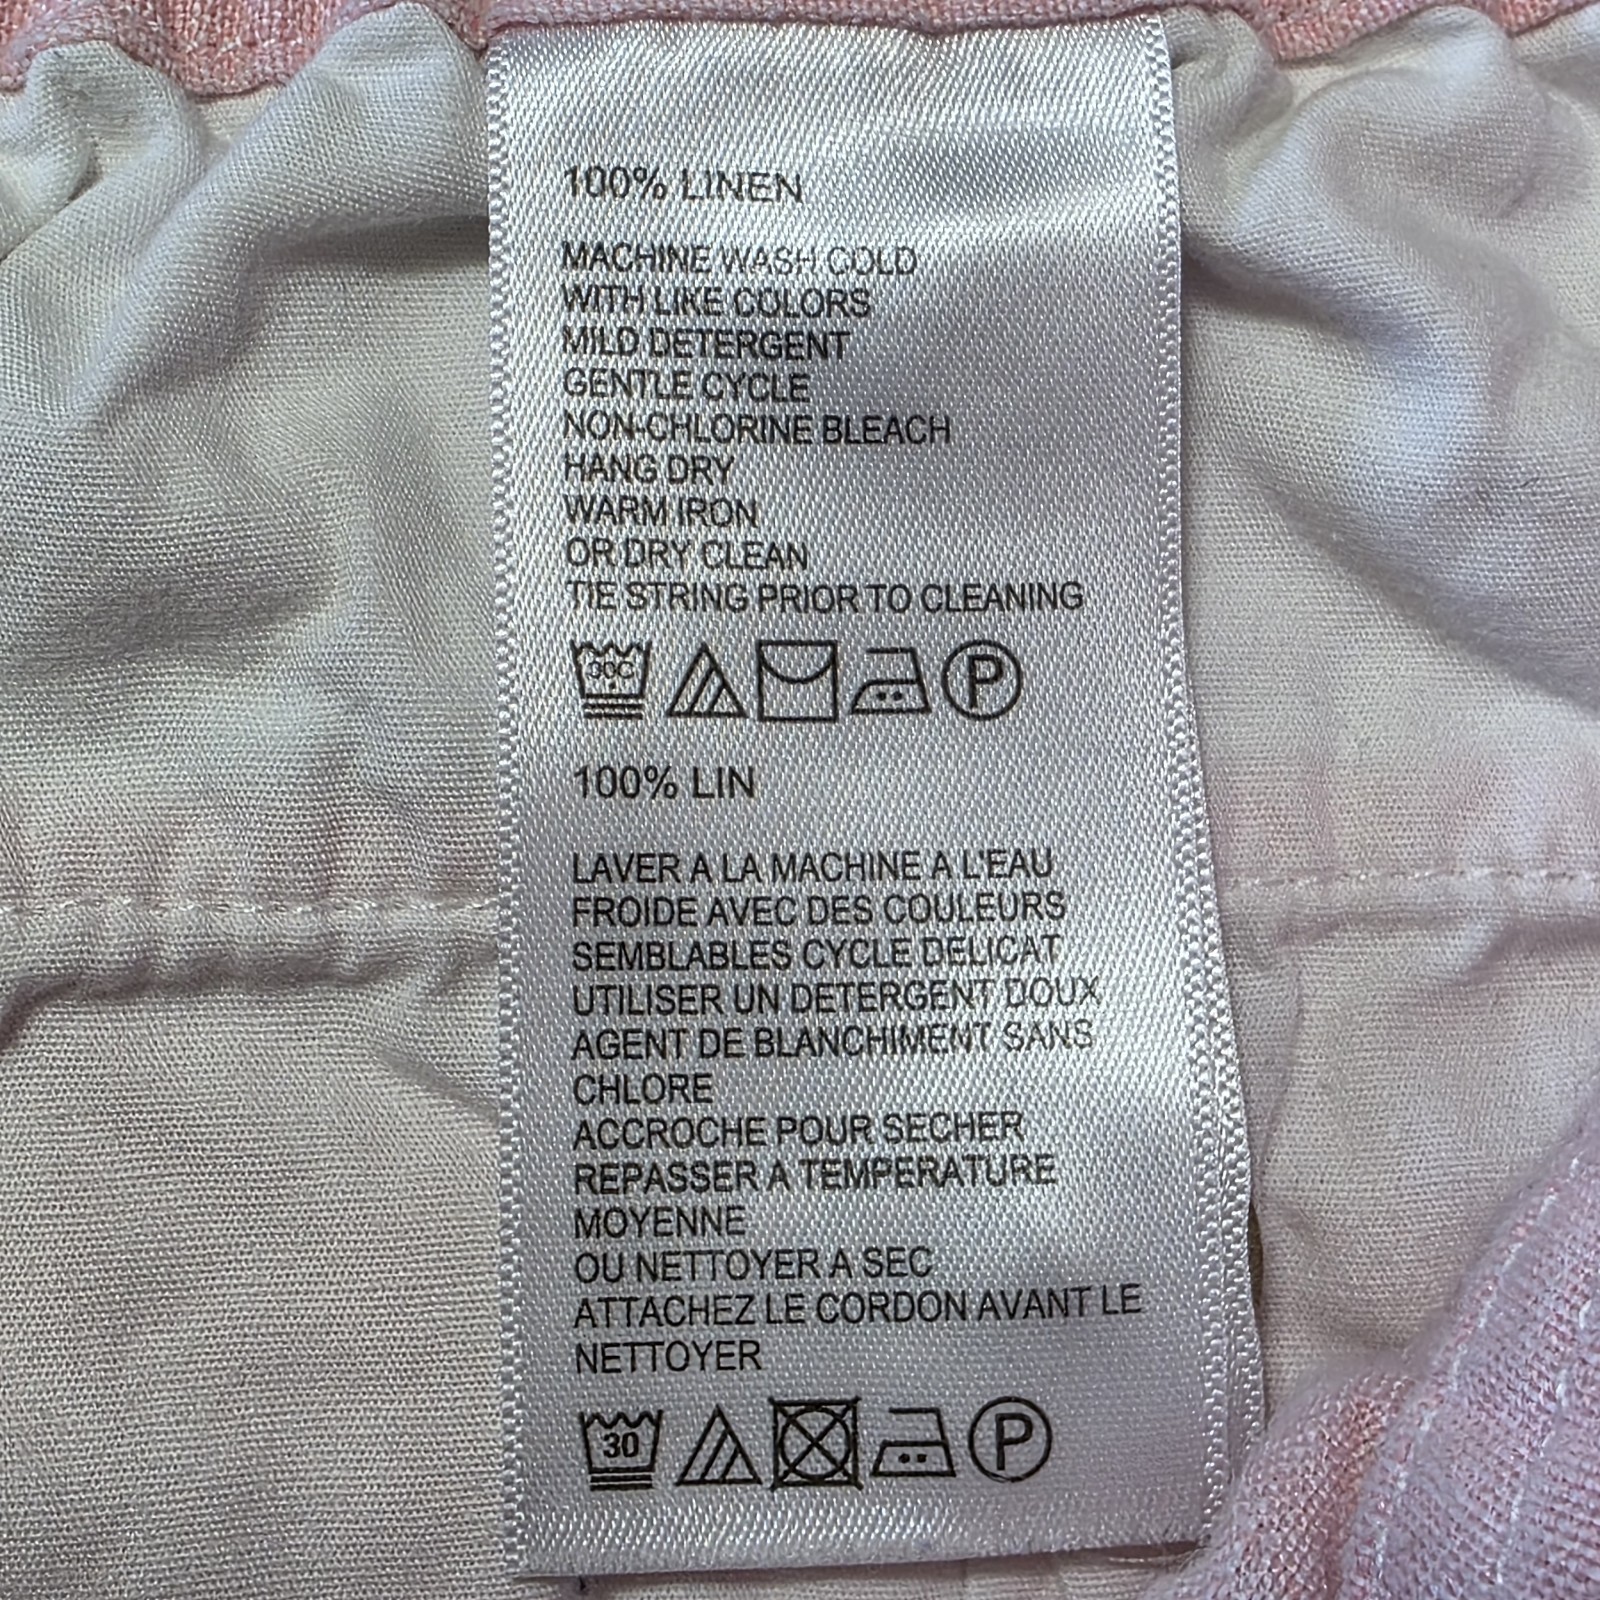 100% LINEN
MACHINE WASH COLD
WITH LIKE COLORS
MILD DETERGENT
GENTLE CYCLE
NON-CHLORINE BLEACH
HANG DRY
WARM IRON
OR DRY CLEAN
TIE STRING PRIOR TO CLEANING
30C P
100% LIN
LAVER A LA MACHINE A L'EAU
FROIDE AVEC DES COULEURS
SEMBLABLES CYCLE DELICAT
UTILISER UN DETERGENT DOUX
AGENT DE BLANCHIMENT SANS
CHLORE
ACCROCHE POUR SECHER
REPASSER A TEMPERATURE
MOYENNE
OU NETTOYER A SEC
ATTACHEZ LE CORDON AVANT LE
NETTOYER
30 P